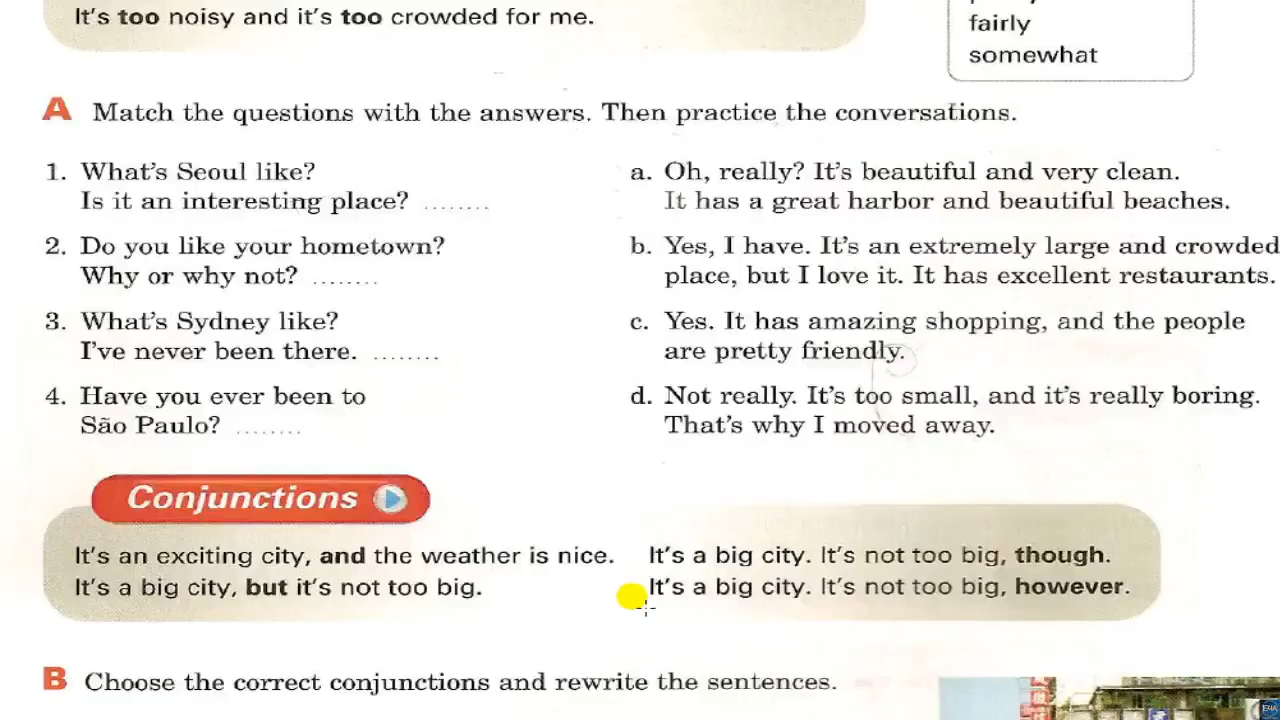 It's too noisy and it's too crowded for me.
fairly
somewhat
A Match the questions with the answers. Then practice the conversations.
1. What's Seoul like?
Is it an interesting place? ........
2. Do you like your hometown?
Why or why not? ........
3. What's Sydney like?
I've never been there. ........
4. Have you ever been to
São Paulo? ........
a. Oh, really? It's beautiful and very clean.
It has a great harbor and beautiful beaches.
b. Yes, I have. It's an extremely large and crowded
place, but I love it. It has excellent restaurants.
c. Yes. It has amazing shopping, and the people
are pretty friendly.
d. Not really. It's too small, and it's really boring.
That's why I moved away.
Conjunctions
It's an exciting city, and the weather is nice.
It's a big city, but it's not too big.
It's a big city. It's not too big, though.
It's a big city. It's not too big, however.
B Choose the correct conjunctions and rewrite the sentences.